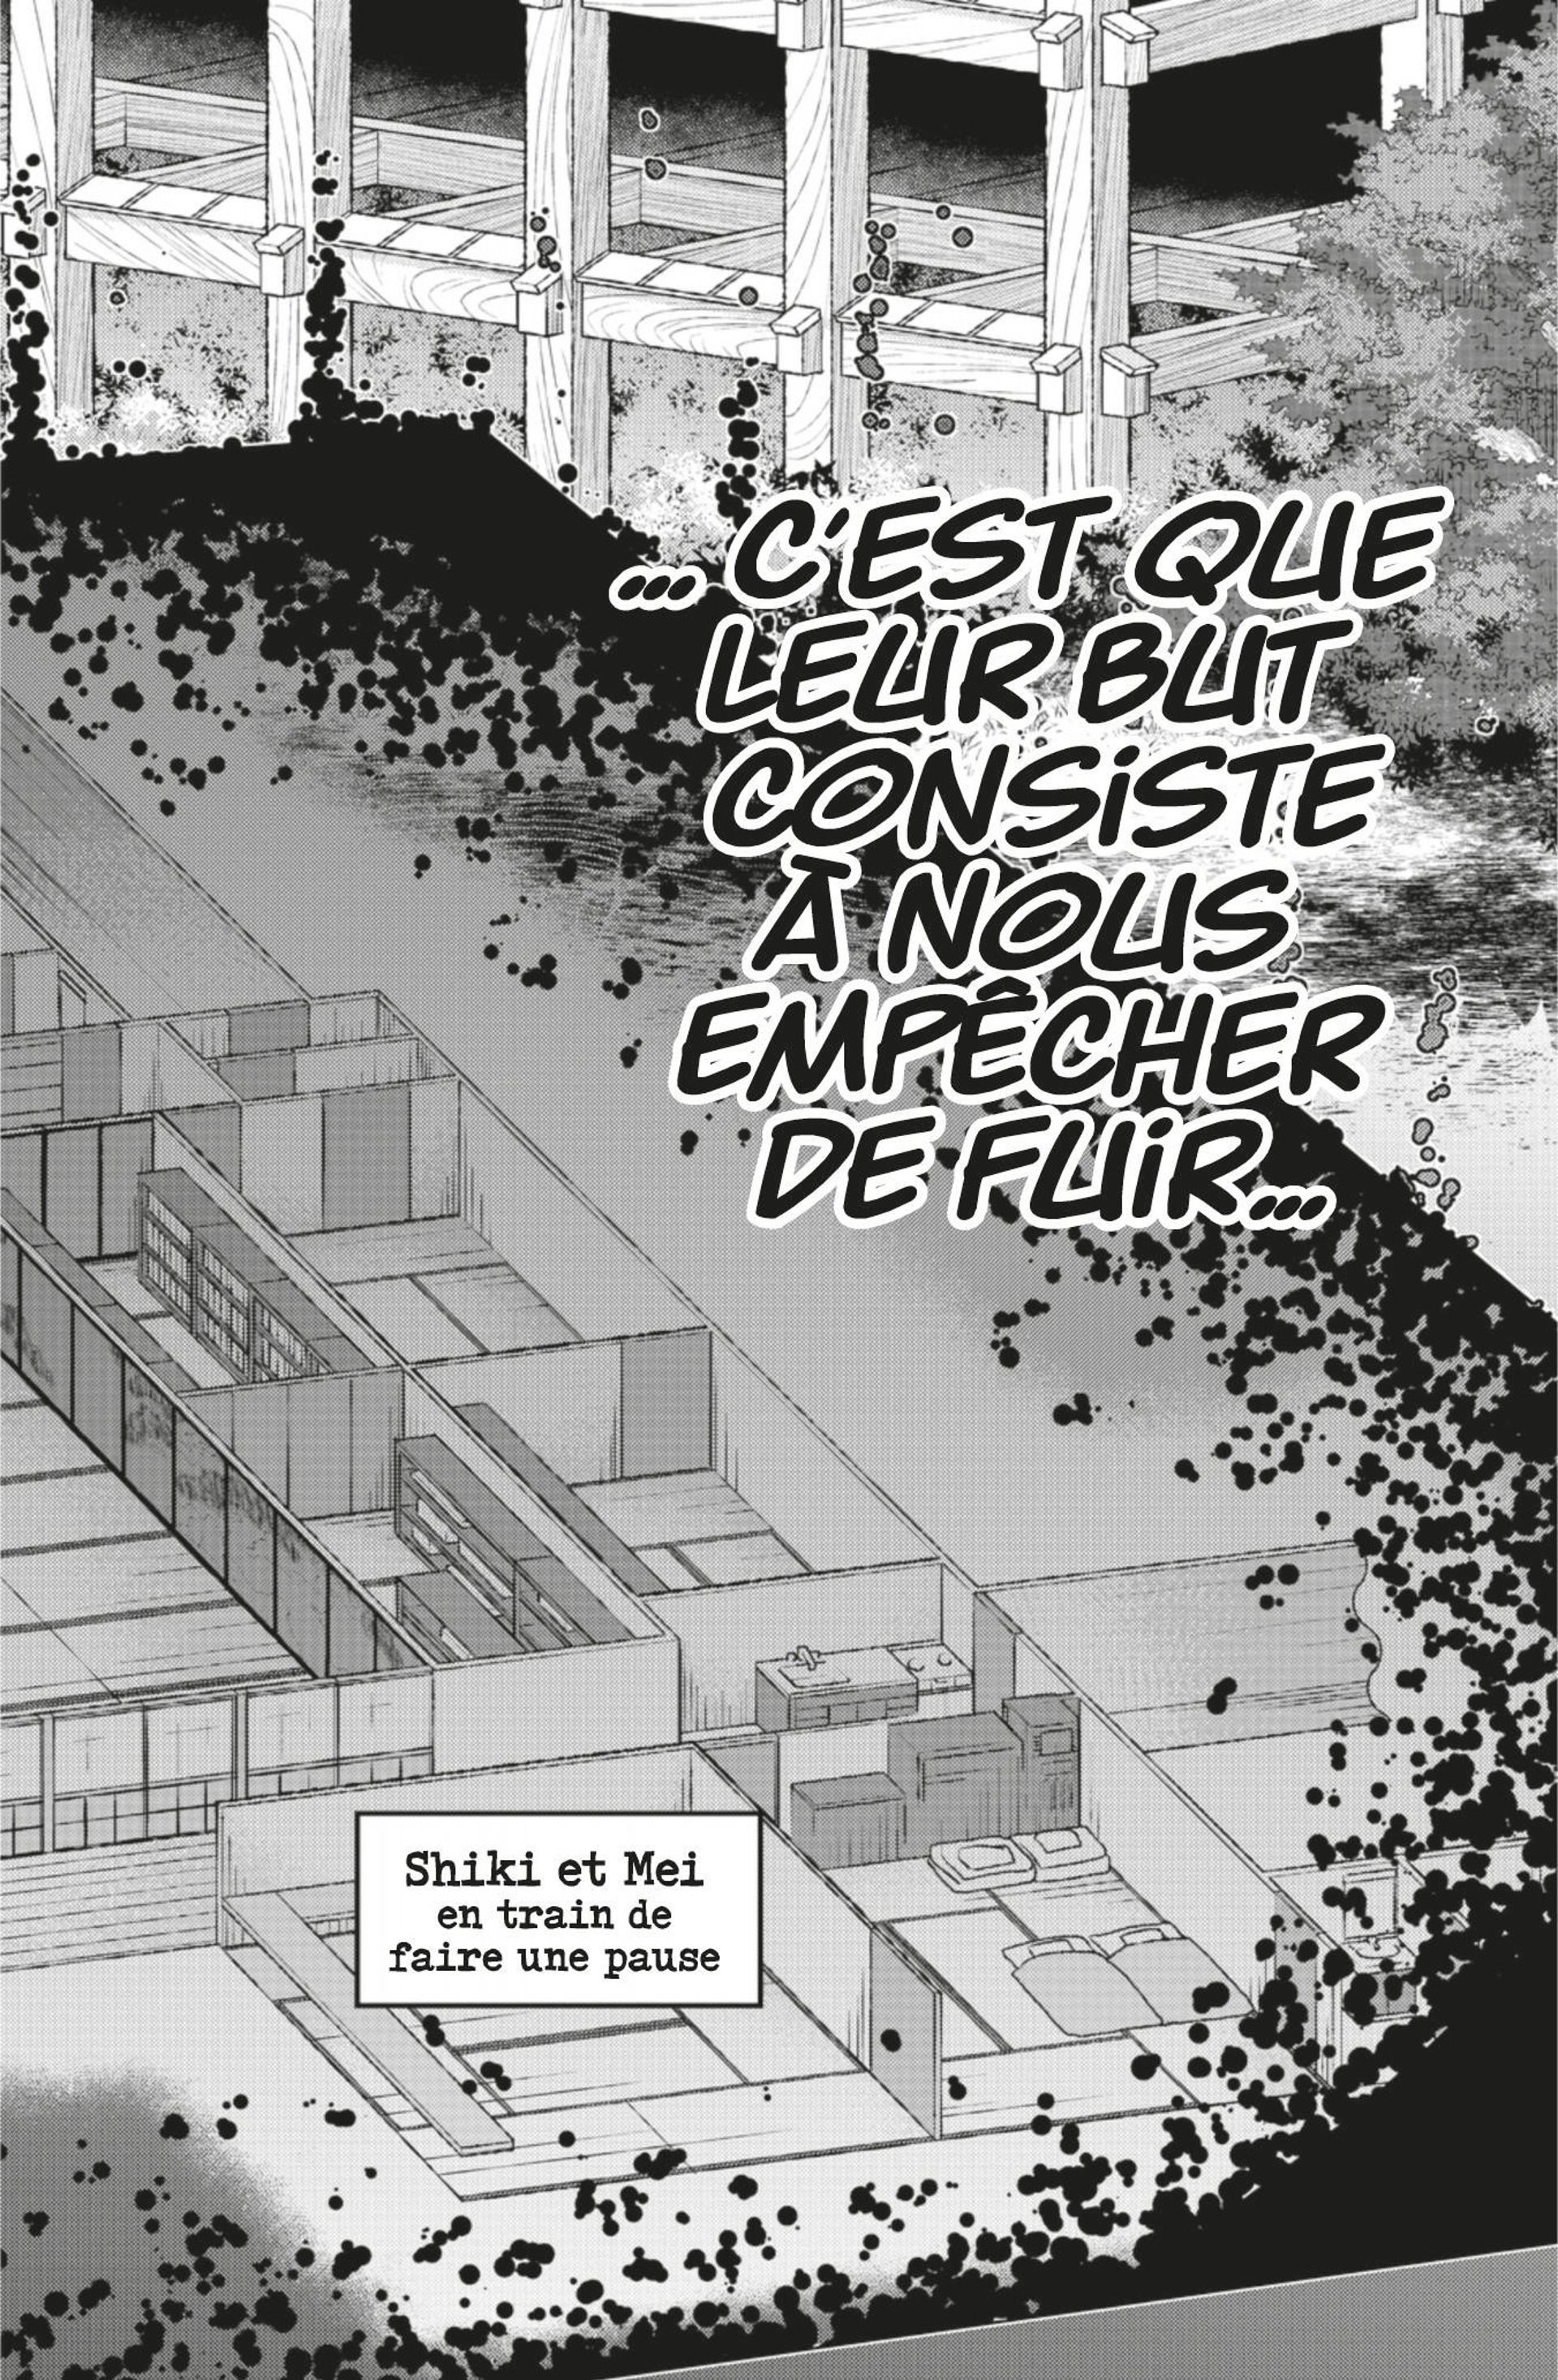 ... C'EST QUE
LEUR BUT
CONSiSTE
À NOUS
EMPÊCHER
DE FUiR...
Shiki et Mei
en train de
faire une pause